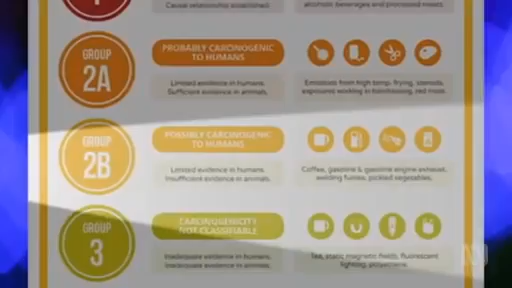 1
Causal relationship established.
alcoholic beverages and processed meats.
GROUP
2A
PROBABLY CARCINOGENIC
TO HUMANS
Limited evidence in humans.
Sufficient evidence in animals.
Emissions from high temp. frying, steroids,
exposures working in hairdressing, red meat.
GROUP
2B
POSSIBLY CARCINOGENIC
TO HUMANS
Limited evidence in humans.
Insufficient evidence in animals.
Coffee, gasoline & gasoline engine exhaust,
welding fumes, pickled vegetables.
GROUP
3
CARCINOGENICITY
NOT CLASSIFIABLE
Inadequate evidence in humans.
Inadequate evidence in animals.
Tea, static magnetic fields, fluorescent
lighting, polyethene.